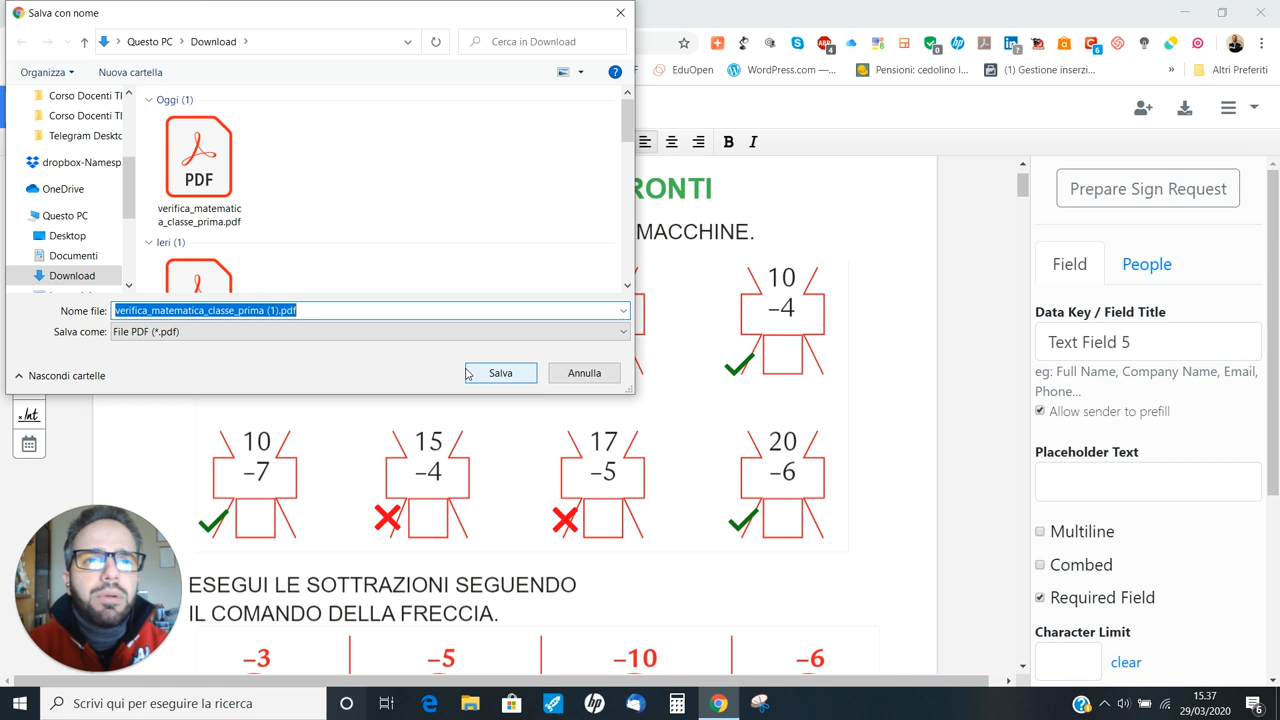 Salva con nome
Questo PC > Download >
Cerca in Download
Organizza
Nuova cartella
Corso Docenti TI
Corso Docenti TI
Telegram Deskto
dropbox-Namesp
OneDrive
Questo PC
Desktop
Documenti
Download
Oggi (1)
PDF
verifica_matematic
a_classe_prima.pdf
Ieri (1)
Nome file:
verifica_matematica_classe_prima (1).pdf
Salva come:
File PDF (*.pdf)
Nascondi cartelle
Salva
Annulla
EduOpen
WordPress.com —...
Pensioni: cedolino I...
(1) Gestione inserzi...
»
Altri Preferiti
B I
RONTI
MACCHINE.
10
–4
10
–7
15
–4
17
–5
20
–6
ESEGUI LE SOTTRAZIONI SEGUENDO
IL COMANDO DELLA FRECCIA.
–3
–5
–10
–6
Prepare Sign Request
Field
People
Data Key / Field Title
Text Field 5
eg: Full Name, Company Name, Email,
Phone...
Allow sender to prefill
Placeholder Text
Multiline
Combed
Required Field
Character Limit
clear
Scrivi qui per eseguire la ricerca
15.37
29/03/2020
6